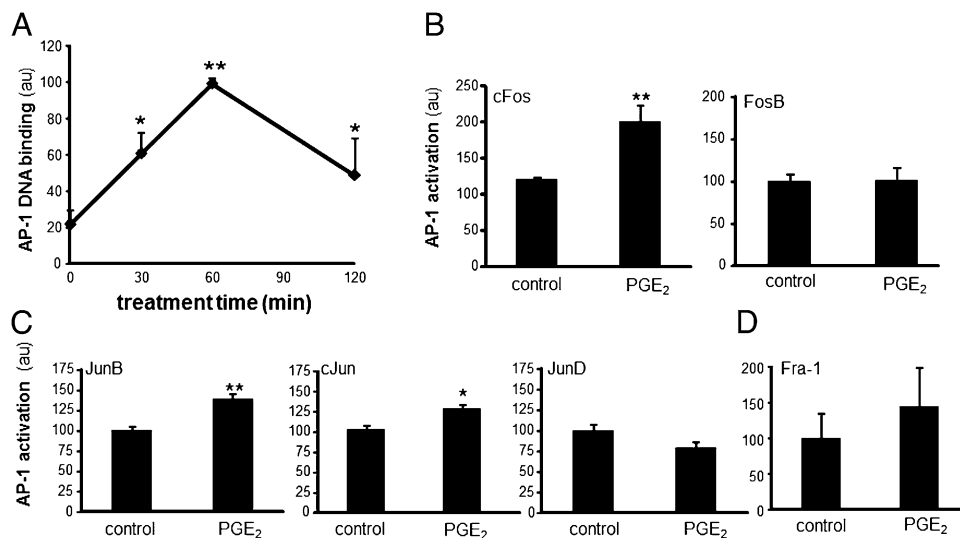 A
AP-1 DNA binding (au)
120
100
80
60
40
20
0
*
**
*
0 30 60 90 120
treatment time (min)
B
AP-1 activation (au)
cFos
250
200
150
100
50
0
**
control PGE₂
FosB
200
150
100
50
0
control PGE₂
C
AP-1 activation (au)
JunB
175
150
125
100
75
50
25
0
**
control PGE₂
cJun
175
150
125
100
75
50
25
0
*
control PGE₂
JunD
175
150
125
100
75
50
25
0
control PGE₂
D
Fra-1
200
150
100
50
0
control PGE₂